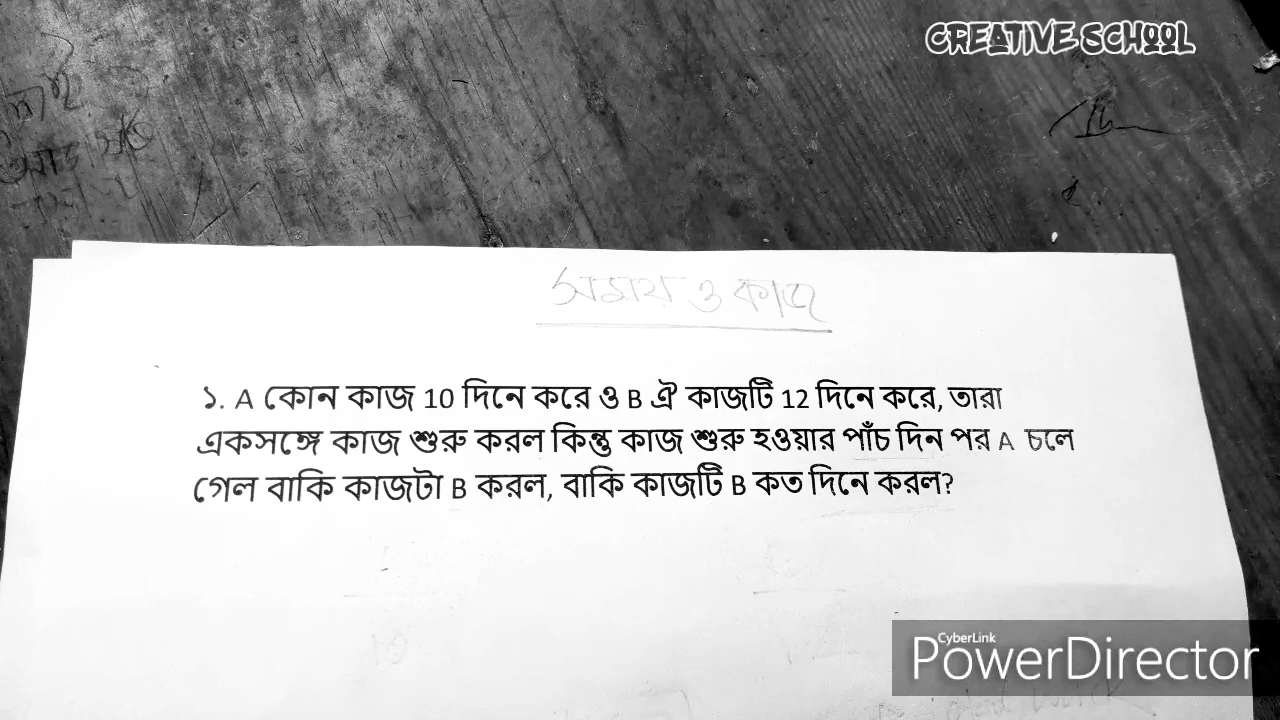 CREATIVE SCHOOL
সময় ও কাজ
১. A কোন কাজ 10 দিনে করে ও B ঐ কাজটি 12 দিনে করে, তারা
একসঙ্গে কাজ শুরু করল কিন্তু কাজ শুরু হওয়ার পাঁচ দিন পর A চলে
গেল বাকি কাজটা B করল, বাকি কাজটি B কত দিনে করল?
CyberLink
PowerDirector